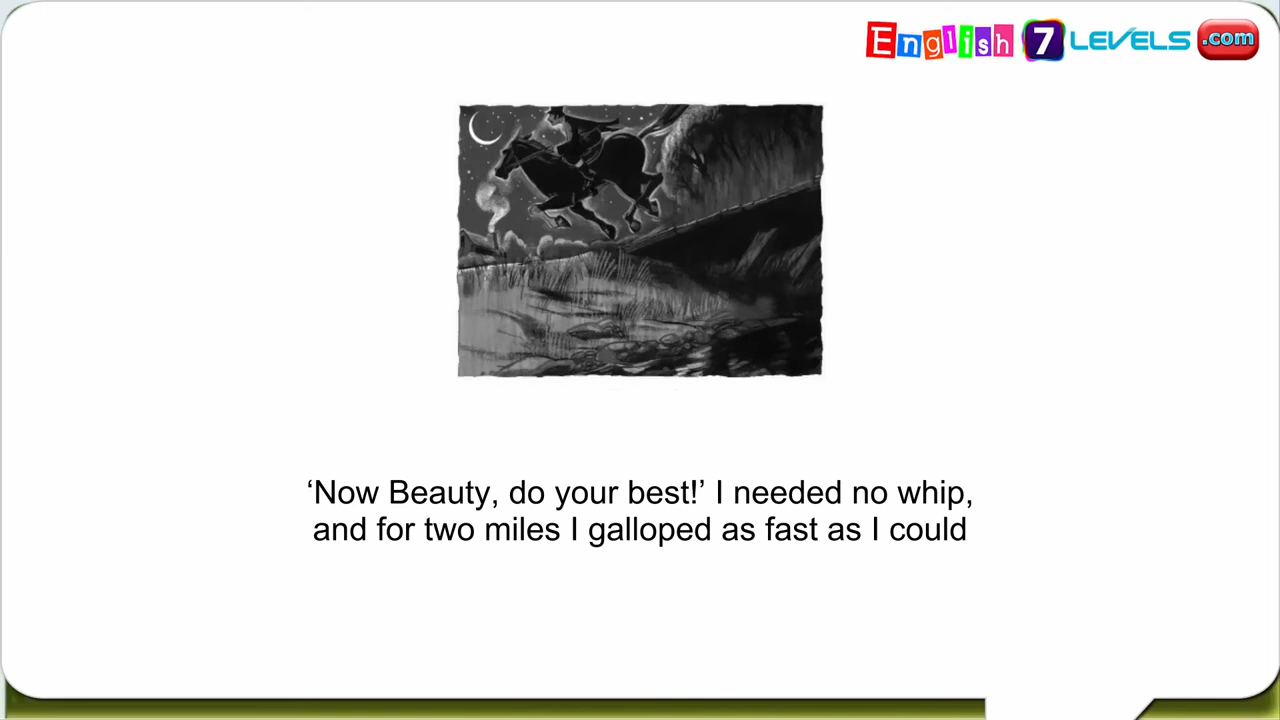 English 7 LEVELS .com
‘Now Beauty, do your best!’ I needed no whip,
and for two miles I galloped as fast as I could